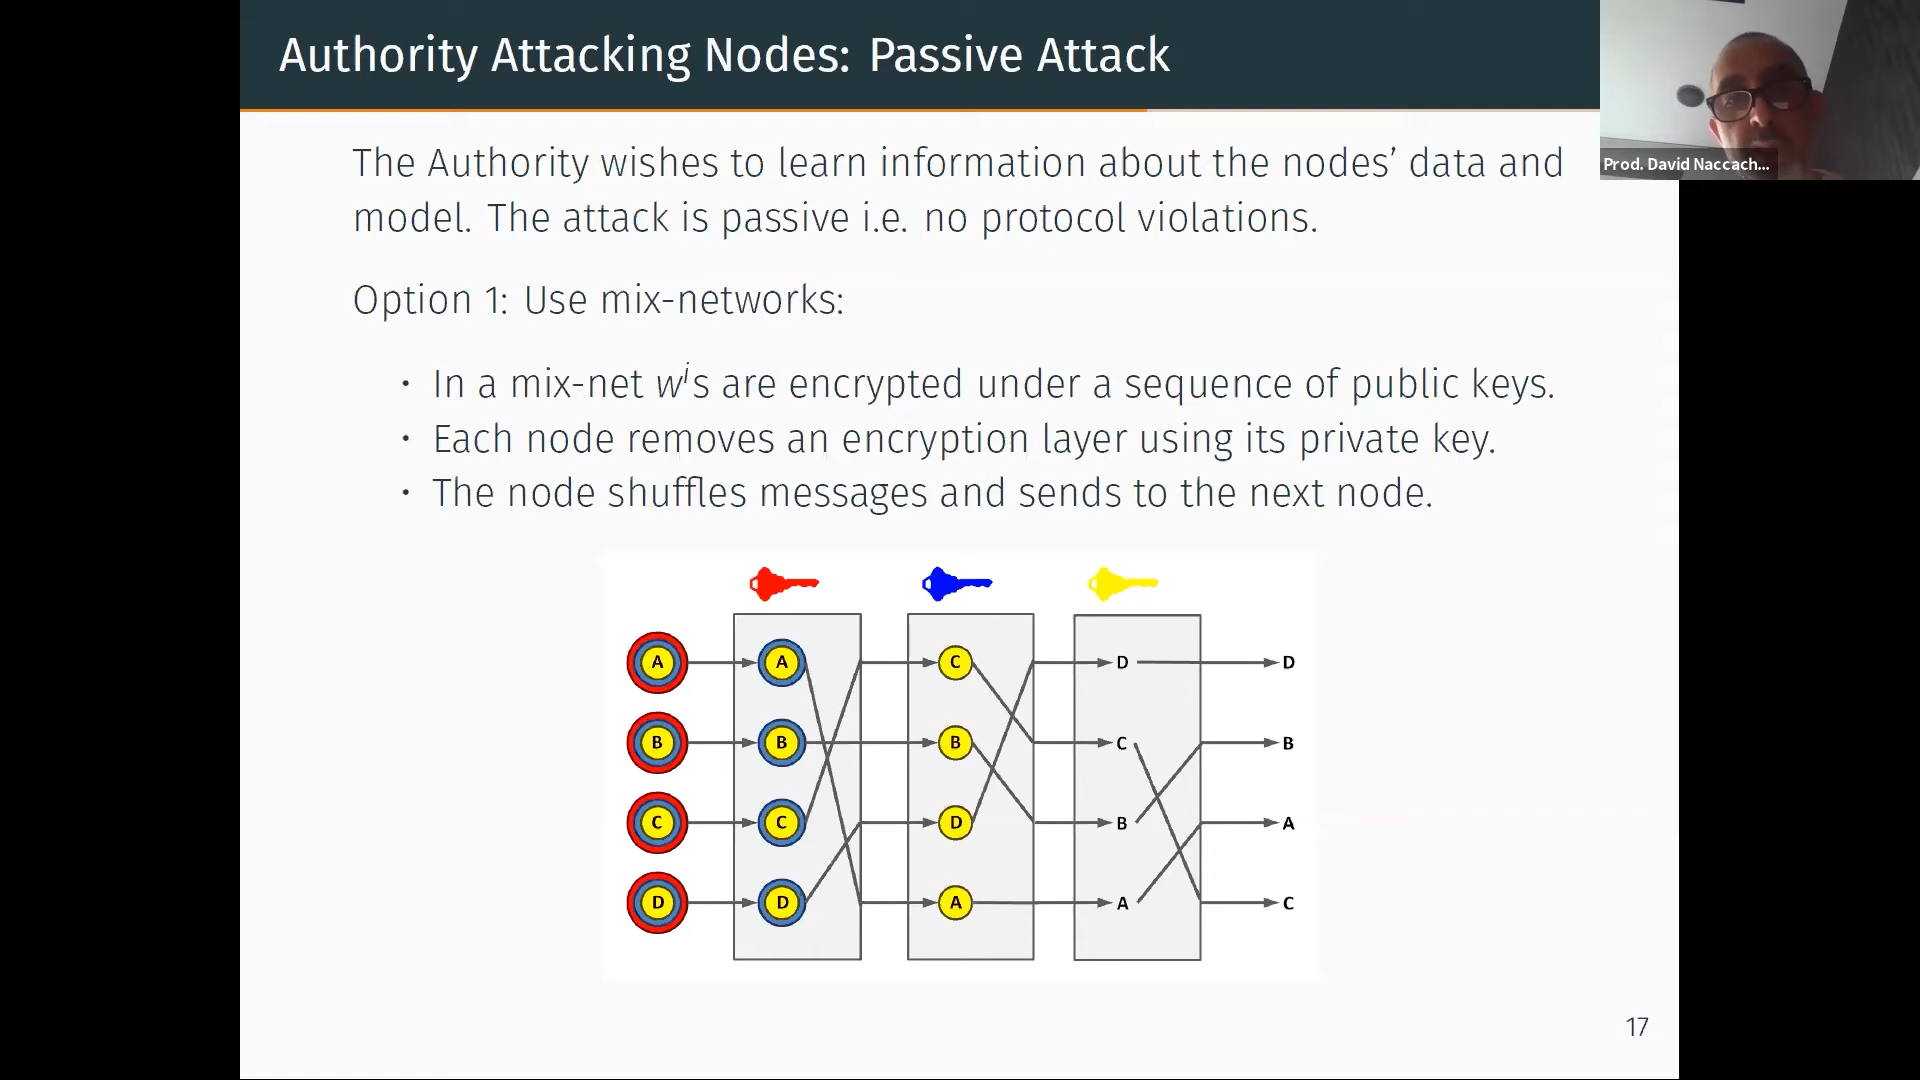 Authority Attacking Nodes: Passive Attack
Prod. David Naccach...
The Authority wishes to learn information about the nodes’ data and
model. The attack is passive i.e. no protocol violations.
Option 1: Use mix-networks:
• In a mix-net wⁱs are encrypted under a sequence of public keys.
• Each node removes an encryption layer using its private key.
• The node shuffles messages and sends to the next node.
A A C D D
B B B C B
C C D B A
D D A A C
17